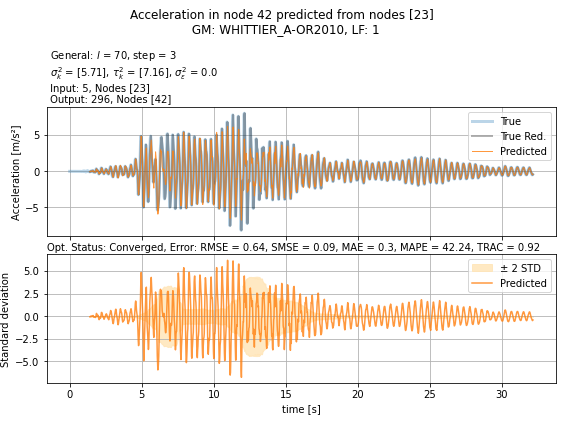 Acceleration in node 42 predicted from nodes [23]
GM: WHITTIER_A-OR2010, LF: 1
General: l = 70, step = 3
σ²ₖ = [5.71], τ²ₖ = [7.16], σ²ε = 0.0
Input: 5, Nodes [23]
Output: 296, Nodes [42]
Acceleration [m/s²]
5
0
−5
True
True Red.
Predicted
Opt. Status: Converged, Error: RMSE = 0.64, SMSE = 0.09, MAE = 0.3, MAPE = 42.24, TRAC = 0.92
Standard deviation
5.0
2.5
0.0
−2.5
−5.0
± 2 STD
Predicted
0 5 10 15 20 25 30
time [s]